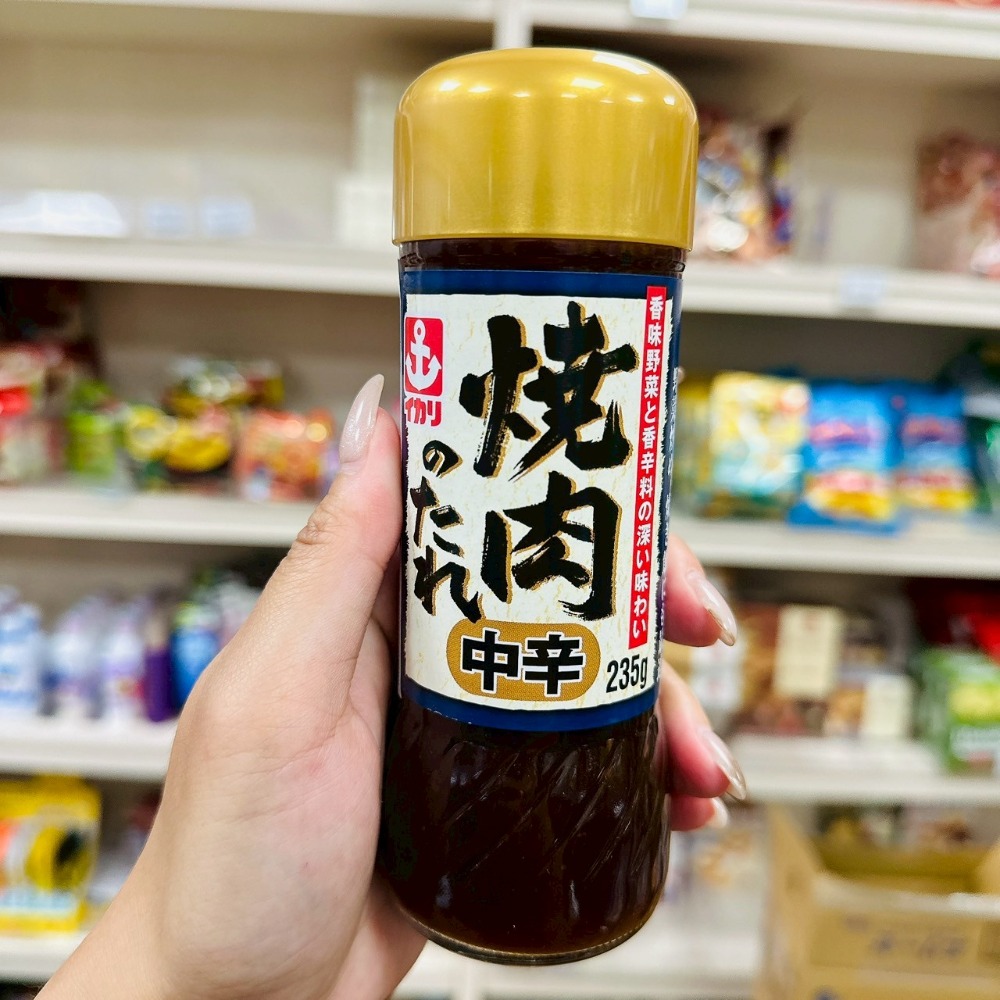 香味野菜と香辛料の深い味わい
焼肉
のたれ
イカリ
中辛
235g